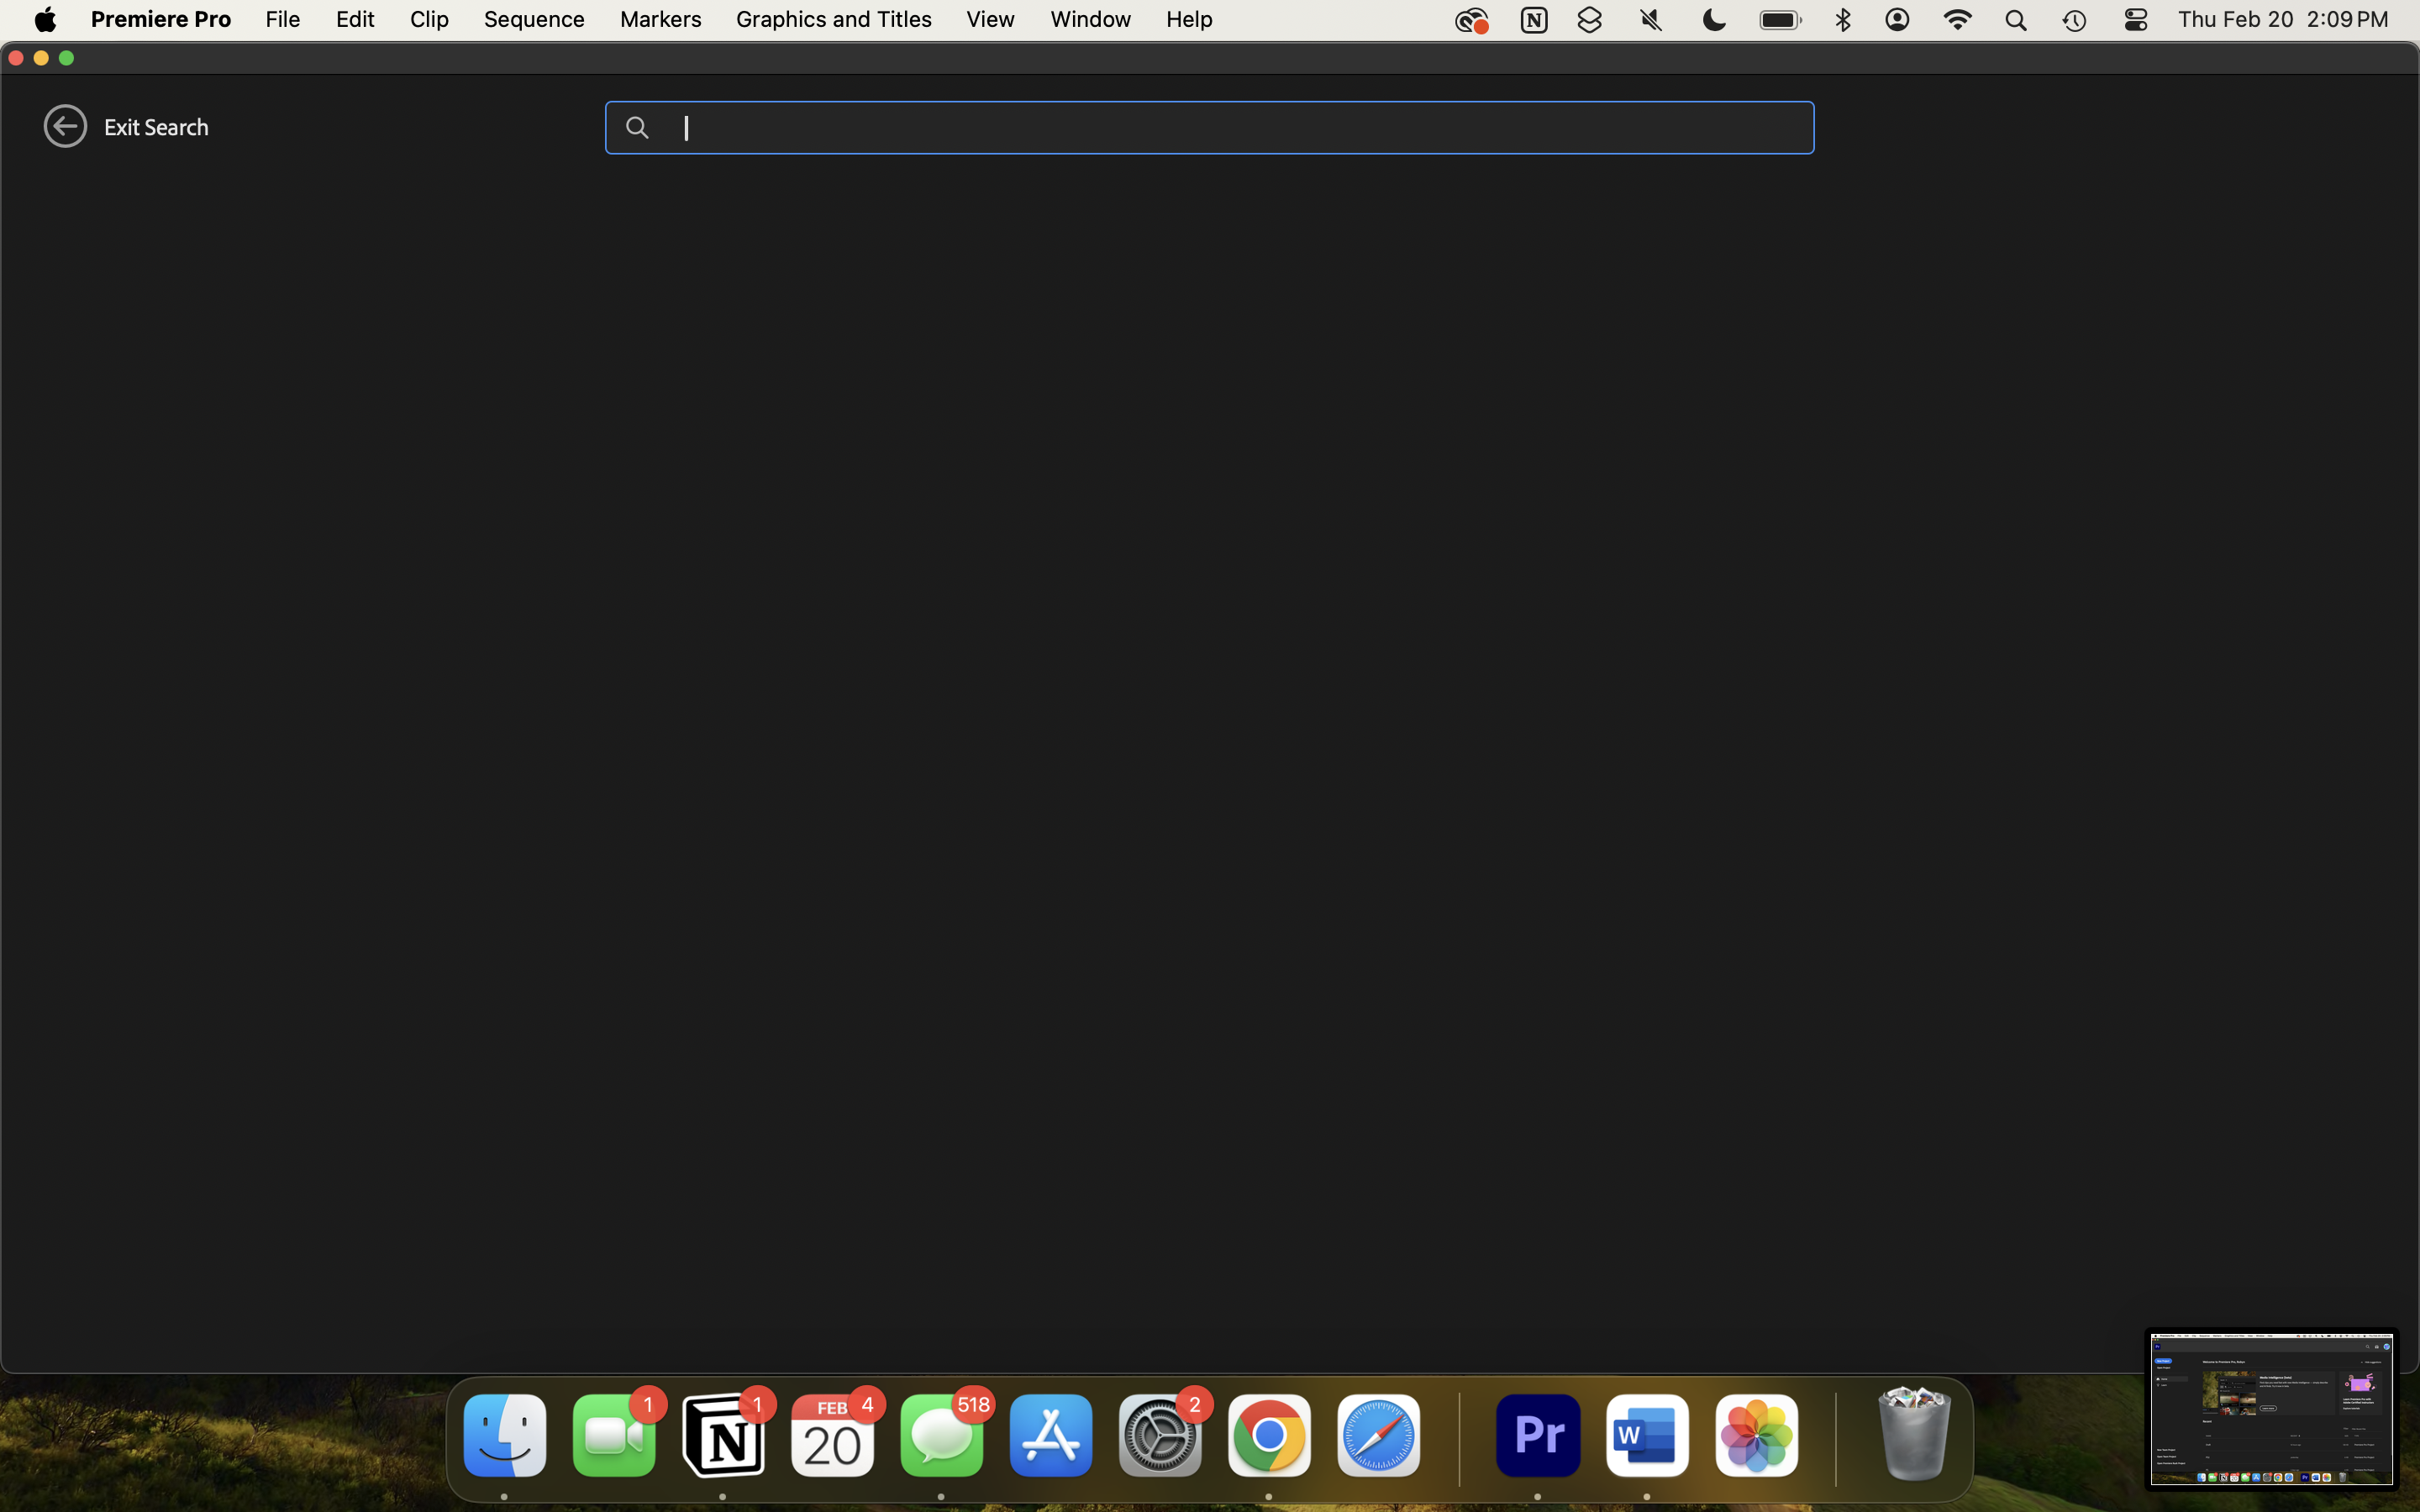 Premiere Pro File Edit Clip Sequence Markers Graphics and Titles View Window Help N Thu Feb 20 2:09 PM
Exit Search
1 1 FEB 4 518 2
N 20 Pr W